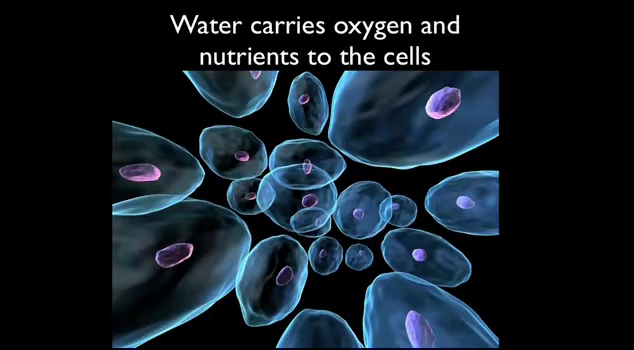 Water carries oxygen and
nutrients to the cells